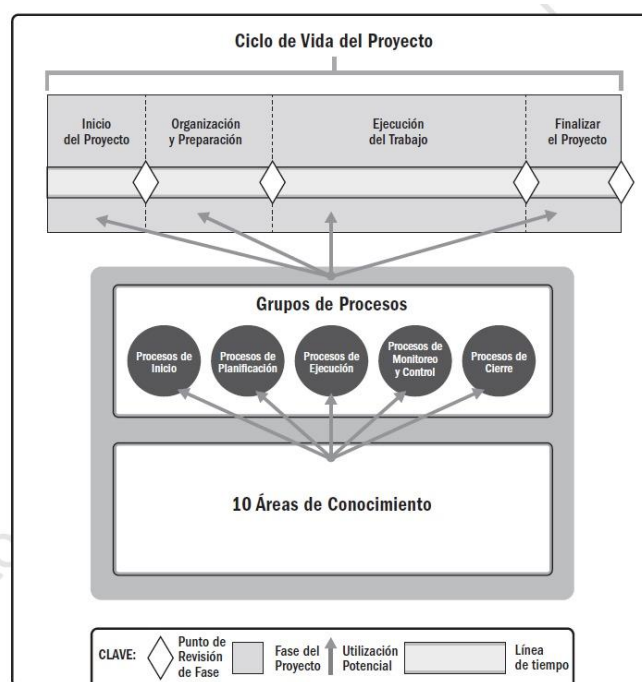 Ciclo de Vida del Proyecto
Inicio
del Proyecto
Organización
y Preparación
Ejecución
del Trabajo
Finalizar
el Proyecto
Grupos de Procesos
Procesos de
Inicio
Procesos de
Planificación
Procesos de
Ejecución
Procesos de
Monitoreo
y Control
Procesos de
Cierre
10 Áreas de Conocimiento
CLAVE:
Punto de
Revisión
de Fase
Fase del
Proyecto
Utilización
Potencial
Línea
de tiempo